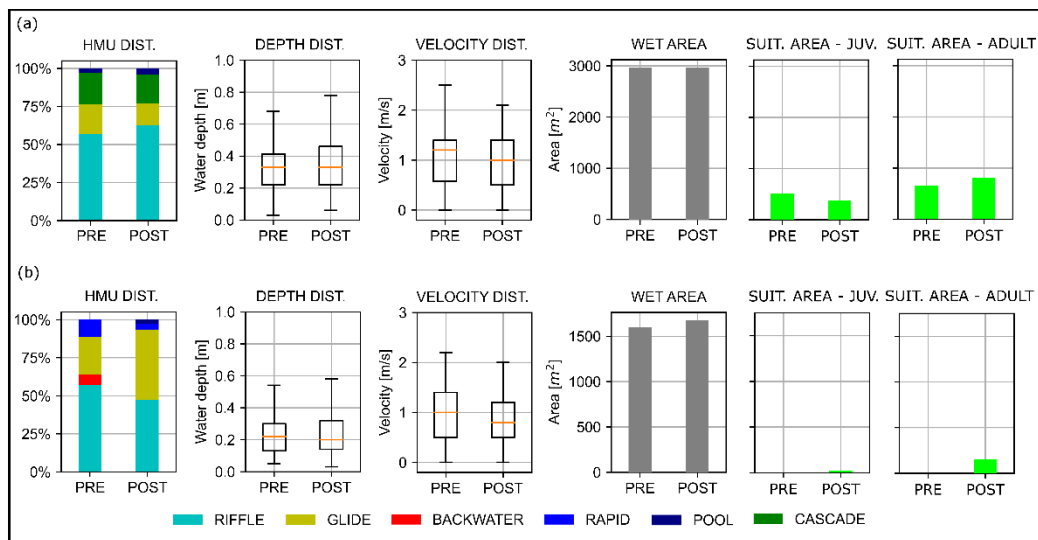 (a)
HMU DIST.
DEPTH DIST.
VELOCITY DIST.
WET AREA
SUIT. AREA - JUV.
SUIT. AREA - ADULT
100%
75%
50%
25%
0%
PRE
POST
Water depth [m]
1.0
0.8
0.6
0.4
0.2
0.0
PRE
POST
Velocity [m/s]
3
2
1
0
PRE
POST
Area [m²]
3000
2000
1000
0
PRE
POST
PRE
POST
PRE
POST
(b)
HMU DIST.
DEPTH DIST.
VELOCITY DIST.
WET AREA
SUIT. AREA - JUV.
SUIT. AREA - ADULT
100%
75%
50%
25%
0%
PRE
POST
Water depth [m]
1.0
0.8
0.6
0.4
0.2
0.0
PRE
POST
Velocity [m/s]
3
2
1
0
PRE
POST
Area [m²]
1500
1000
500
0
PRE
POST
PRE
POST
PRE
POST
RIFFLE
GLIDE
BACKWATER
RAPID
POOL
CASCADE